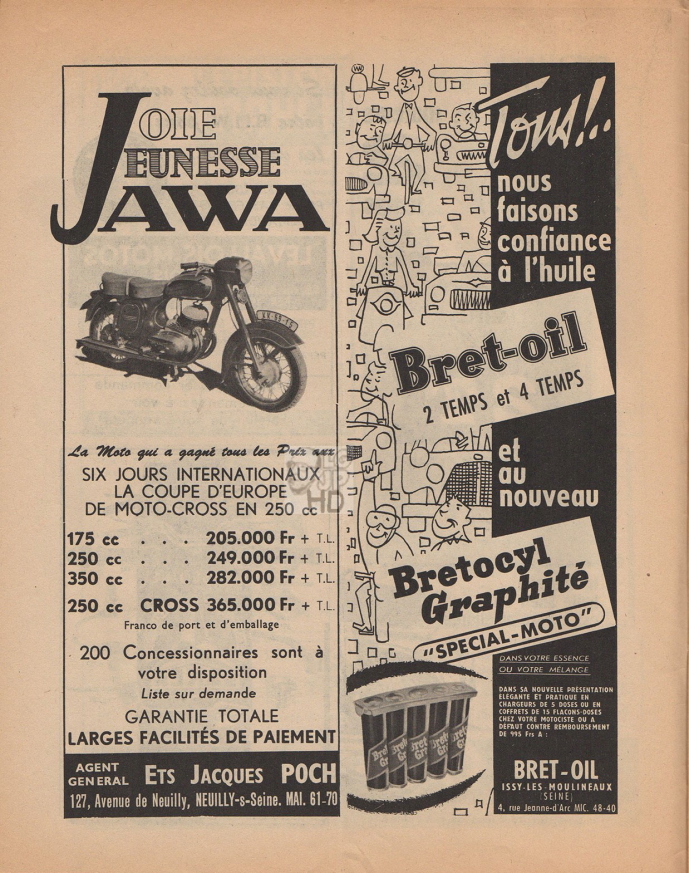 JOIE
JEUNESSE
JAWA
La Moto qui a gagné tous les Prix aux
SIX JOURS INTERNATIONAUX
LA COUPE D'EUROPE
DE MOTO-CROSS EN 250 cc
175 cc . . . 205.000 Fr + T.L.
250 cc . . . 249.000 Fr + T.L.
350 cc . . . 282.000 Fr + T.L.
250 cc CROSS 365.000 Fr + T.L.
Franco de port et d'emballage
200 Concessionnaires sont à
votre disposition
Liste sur demande
GARANTIE TOTALE
LARGES FACILITÉS DE PAIEMENT
AGENT
GENERAL
Ets Jacques POCH
127, Avenue de Neuilly, NEUILLY-s-Seine. MAI. 61-70
Tous!..
nous
faisons
confiance
à l'huile
Bret-oil
2 TEMPS et 4 TEMPS
et
au
nouveau
Bretocyl
Graphité
"SPECIAL-MOTO"
DANS VOTRE ESSENCE
OU VOTRE MÉLANGE
DANS SA NOUVELLE PRÉSENTATION
ELEGANTE ET PRATIQUE EN
CHARGEURS DE 5 DOSES OU EN
COFFRETS DE 15 FLACONS-DOSES
CHEZ VOTRE MOTOCISTE OU A
DEFAUT CONTRE REMBOURSEMENT
DE 995 Frs A :
BRET-OIL
ISSY-LES-MOULINEAUX
(SEINE)
4, rue Jeanne-d'Arc MIC. 48-40